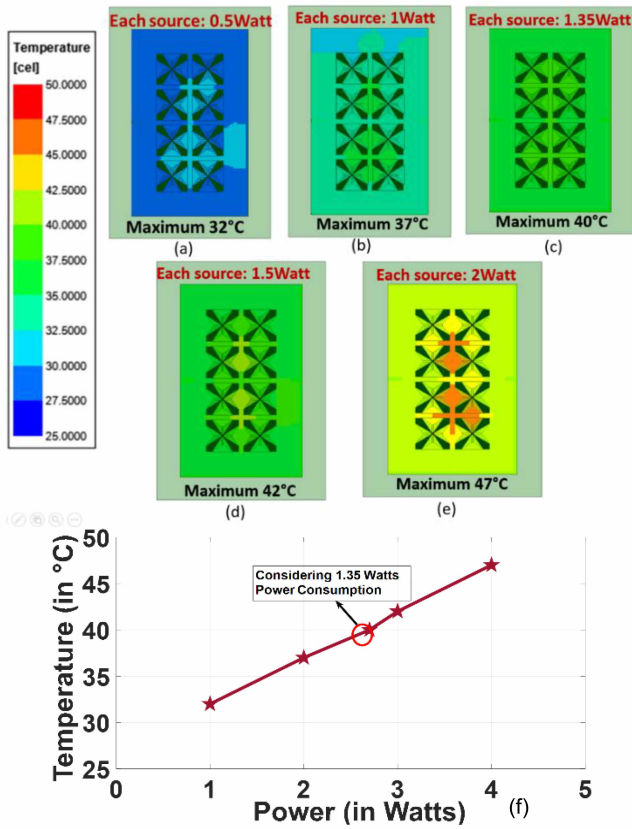 Each source: 0.5Watt
Each source: 1Watt
Each source: 1.35Watt
Temperature
[cel]
50.0000
47.5000
45.0000
42.5000
40.0000
37.5000
35.0000
32.5000
30.0000
27.5000
25.0000
Maximum 32°C
Maximum 37°C
Maximum 40°C
(a)
(b)
(c)
Each source: 1.5Watt
Each source: 2Watt
Maximum 42°C
Maximum 47°C
(d)
(e)
Temperature (in °C)
50
45
40
35
30
25
Considering 1.35 Watts
Power Consumption
0
1
2
3
4
5
Power (in Watts)
(f)